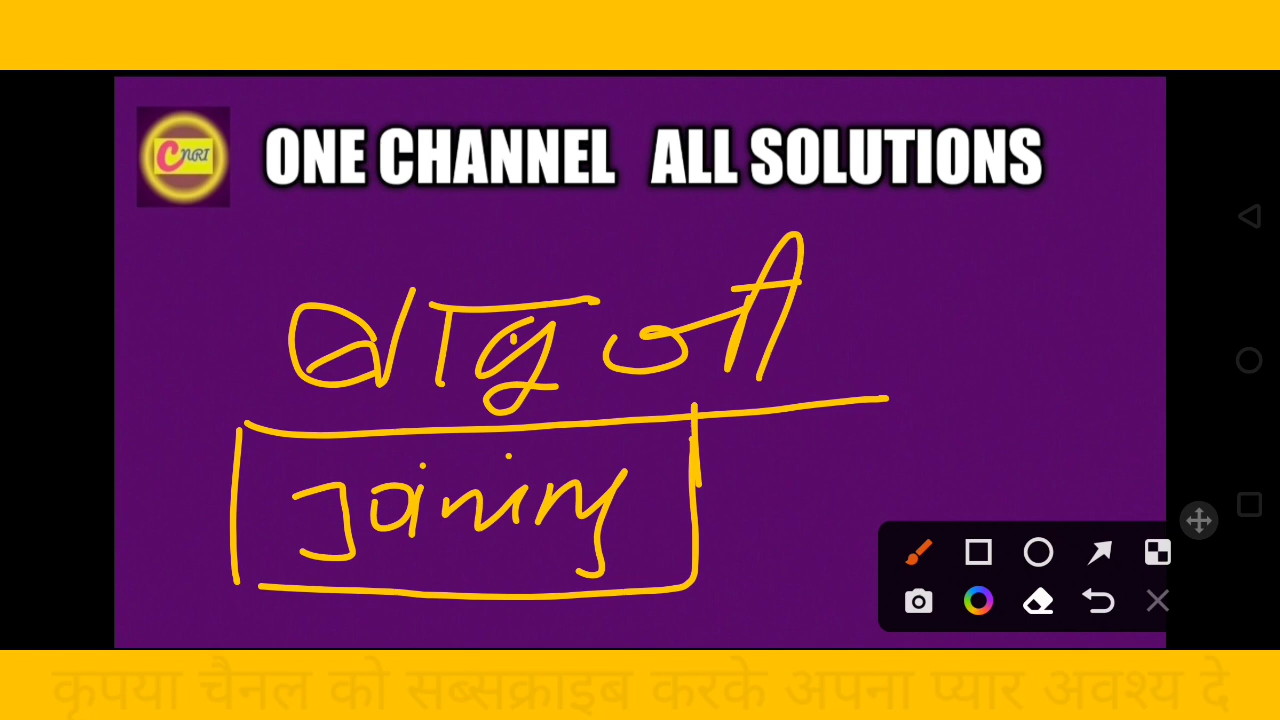 CNRI
ONE CHANNEL ALL SOLUTIONS
बाबु जी
Joining
कृपया चैनल को सब्सक्राइब करके अपना प्यार अवश्य दे